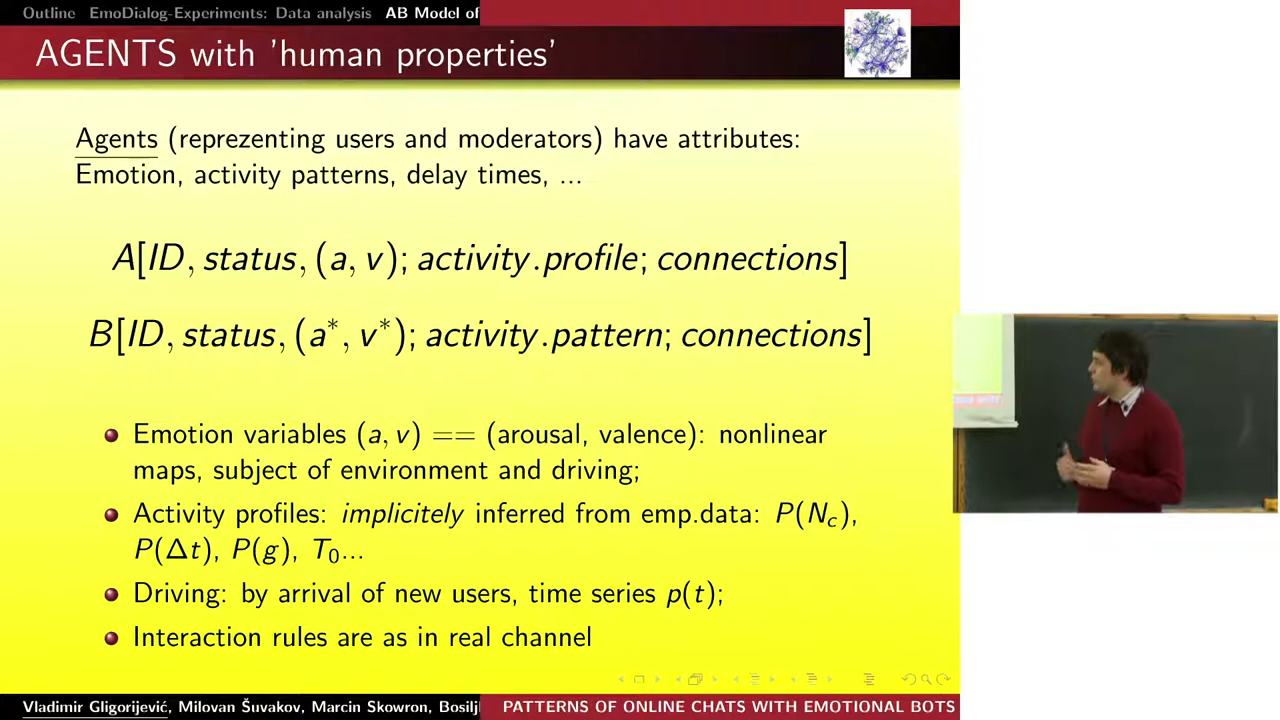 Outline EmoDialog-Experiments: Data analysis AB Model of
AGENTS with 'human properties'
Agents (reprezenting users and moderators) have attributes:
Emotion, activity patterns, delay times, ...
A[ID, status, (a, v); activity.profile; connections]
B[ID, status, (a*, v*); activity.pattern; connections]
Emotion variables (a, v) == (arousal, valence): nonlinear
maps, subject of environment and driving;
Activity profiles: implicitely inferred from emp.data: P(N_c),
P(Δt), P(g), T_0...
Driving: by arrival of new users, time series p(t);
Interaction rules are as in real channel
Vladimir Gligorijević, Milovan Šuvakov, Marcin Skowron, Bosilj PATTERNS OF ONLINE CHATS WITH EMOTIONAL BOTS